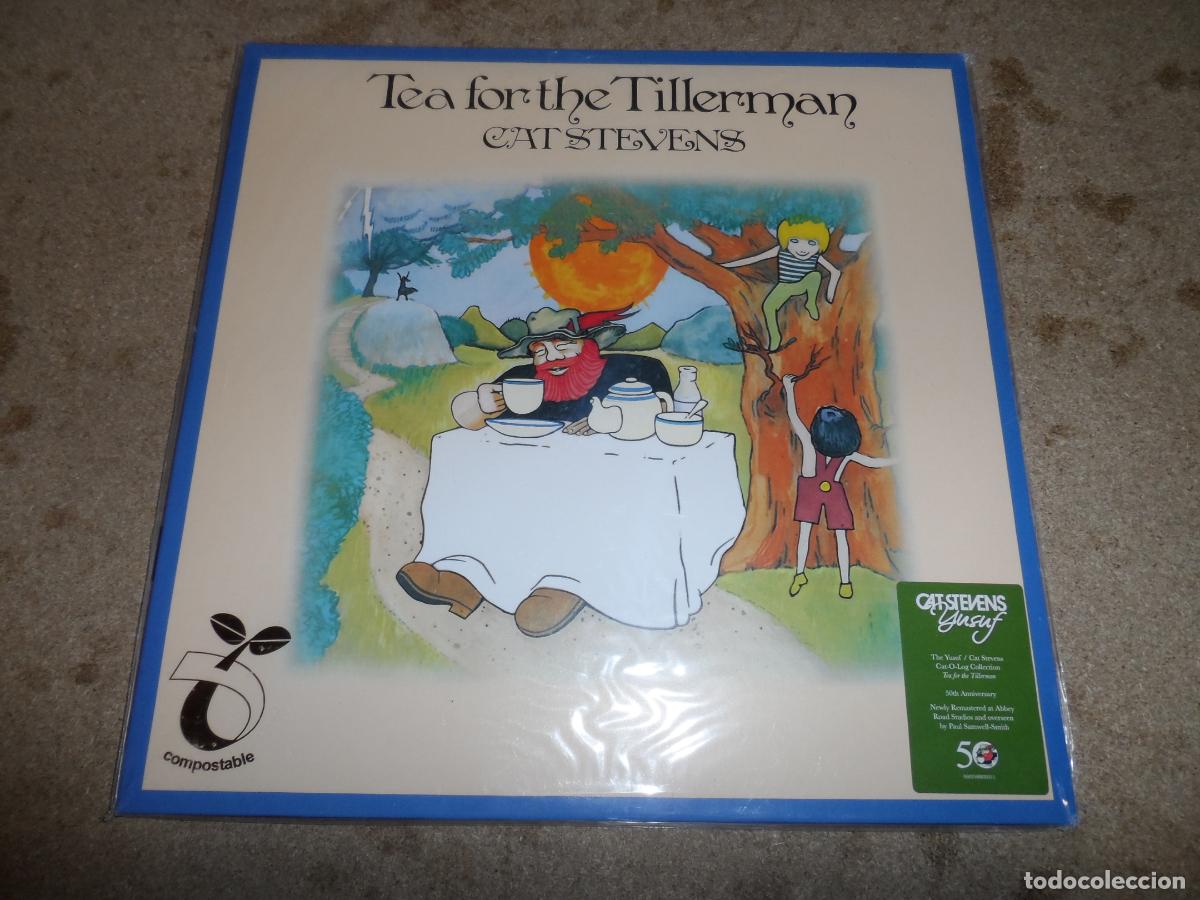 Tea for the Tillerman
CAT STEVENS
compostable
CAT STEVENS
Yusuf
The Yusuf / Cat Stevens
Cat-O-Log Collection
Tea for the Tillerman
50th Anniversary
Newly Remastered at Abbey
Road Studios and overseen
by Paul Samwell-Smith
50
todocoleccion